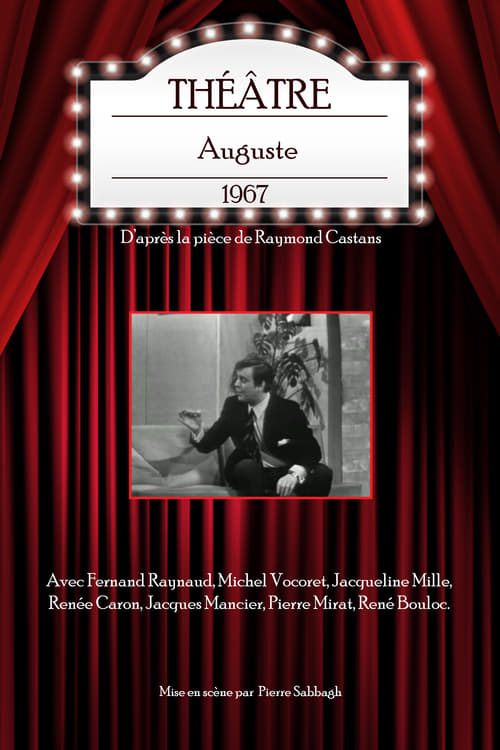 THÉÂTRE
Auguste
1967
D'après la pièce de Raymond Castans
Avec Fernand Raynaud, Michel Vocoret, Jacqueline Mille,
Renée Caron, Jacques Mancier, Pierre Mirat, René Bouloc.
Mise en scène par Pierre Sabbagh